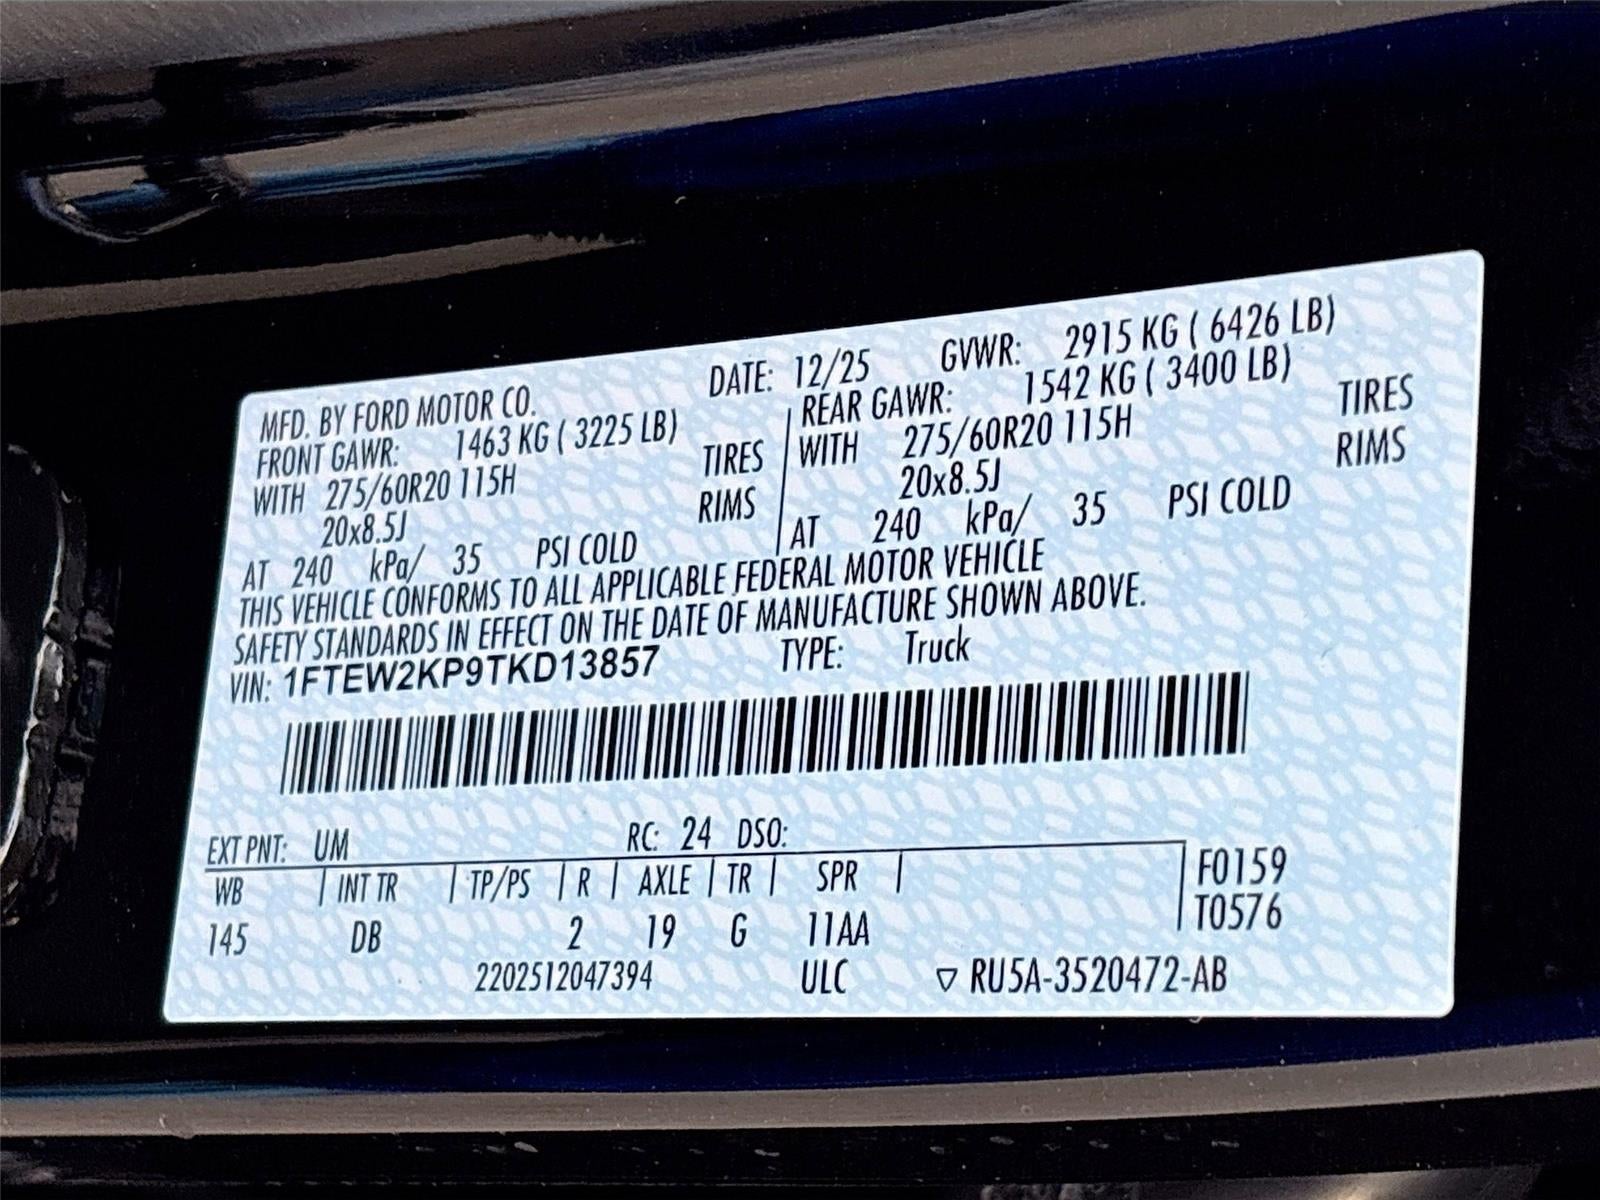 MFD. BY FORD MOTOR CO. DATE: 12/25 GVWR: 2915 KG ( 6426 LB)
FRONT GAWR: 1463 KG ( 3225 LB) REAR GAWR: 1542 KG ( 3400 LB)
WITH 275/60R20 115H TIRES WITH 275/60R20 115H TIRES
20x8.5J RIMS 20x8.5J RIMS
AT 240 kPa/ 35 PSI COLD AT 240 kPa/ 35 PSI COLD
THIS VEHICLE CONFORMS TO ALL APPLICABLE FEDERAL MOTOR VEHICLE
SAFETY STANDARDS IN EFFECT ON THE DATE OF MANUFACTURE SHOWN ABOVE.
VIN: 1FTEW2KP9TKD13857 TYPE: Truck
EXT PNT: UM RC: 24 DSO:
WB | INT TR | TP/PS | R | AXLE | TR | SPR | F0159
145 DB 2 19 G 11AA T0576
2202512047394 ULC ▽ RU5A-3520472-AB